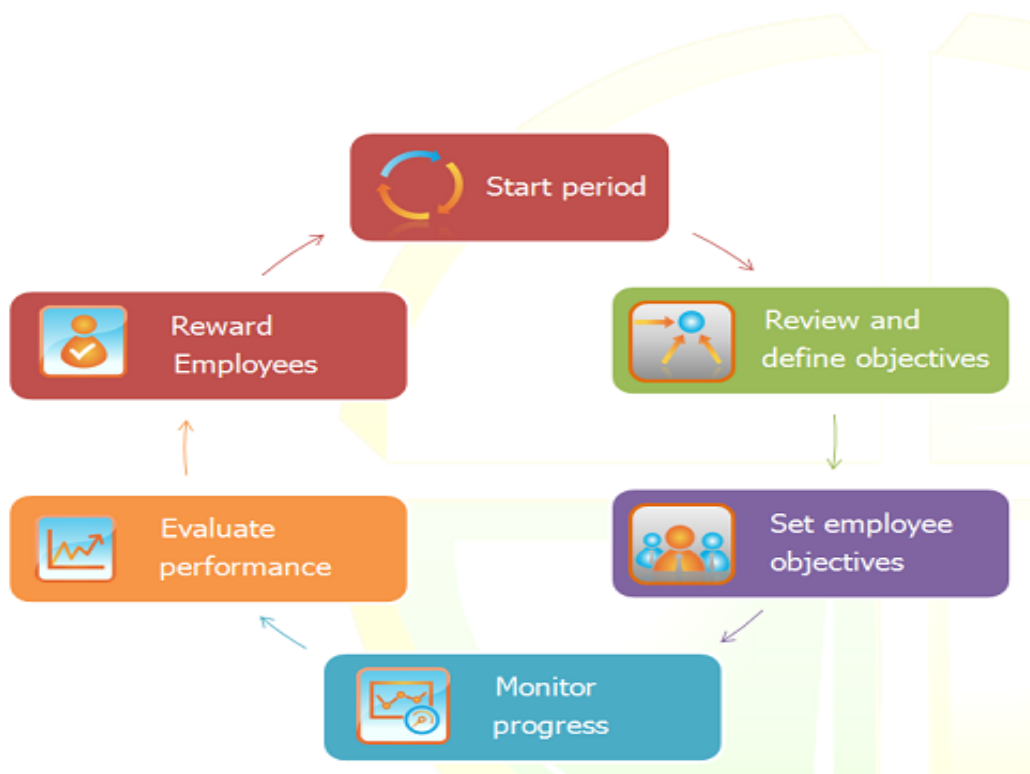 Start period
Review and
define objectives
Set employee
objectives
Monitor
progress
Evaluate
performance
Reward
Employees